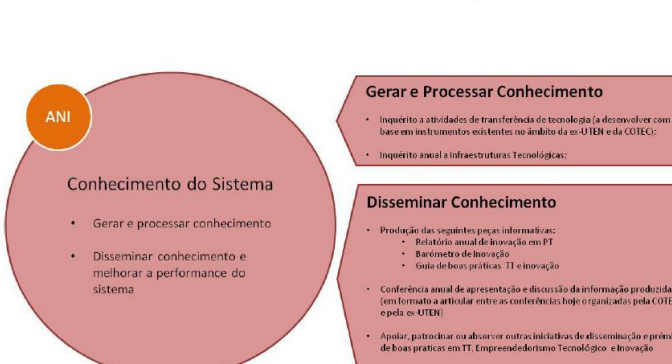 ANI
Conhecimento do Sistema
• Gerar e processar conhecimento
• Disseminar conhecimento e
melhorar a performance do
sistema
Gerar e Processar Conhecimento
• Inquérito a atividades de transferência de tecnologia (a desenvolver com
base em instrumentos existentes no âmbito da ex-UTEN e da COTEC);
• Inquérito anual a Infraestruturas Tecnológicas;
Disseminar Conhecimento
• Produção das seguintes peças informativas:
• Relatório anual de inovação em PT
• Barómetro de Inovação
• Guia de boas práticas TT e inovação
• Conferência anual de apresentação e discussão da informação produzida
(em formato a articular entre as conferências hoje organizadas pela COTE
e pela ex-UTEN)
• Apoiar, patrocinar ou absorver outras iniciativas de disseminação e prémi
de boas praticas em TT, Empreendedorismo Tecnológico e Inovação